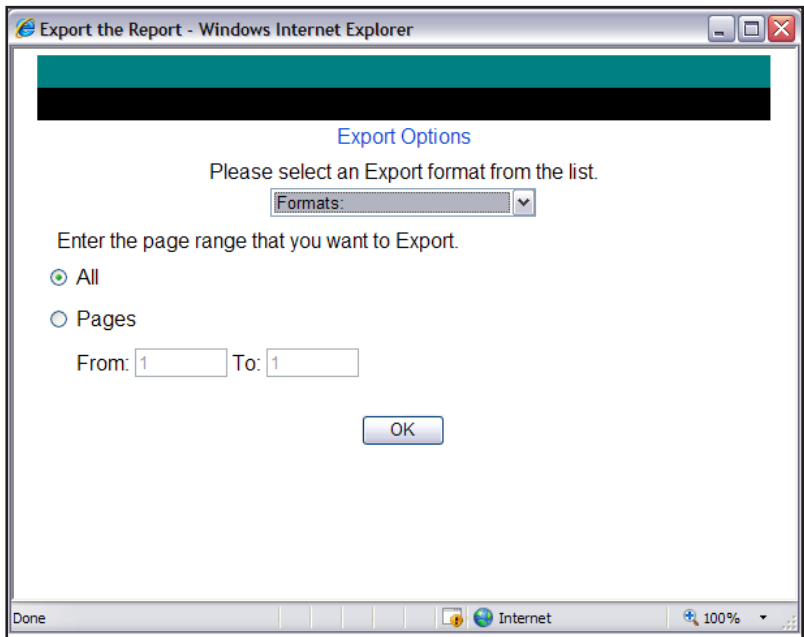 Export the Report - Windows Internet Explorer
Export Options
Please select an Export format from the list.
Formats:
Enter the page range that you want to Export.
All
Pages
From: 1 To: 1
OK
Done Internet 100%